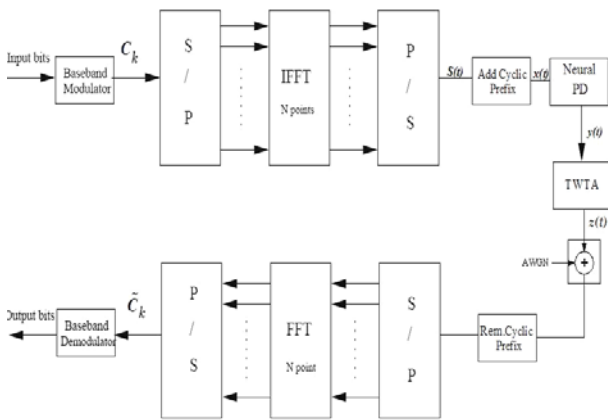 Input bits
Baseband
Modulator
C_k
S
/
P
IFFT
N points
P
/
S
S(t)
Add Cyclic
Prefix
x(t)
Neural
PD
y(t)
TWTA
z(t)
AWGN
+
Output bits
Baseband
Demodulator
C̃_k
P
/
S
FFT
N point
S
/
P
Rem.Cyclic
Prefix